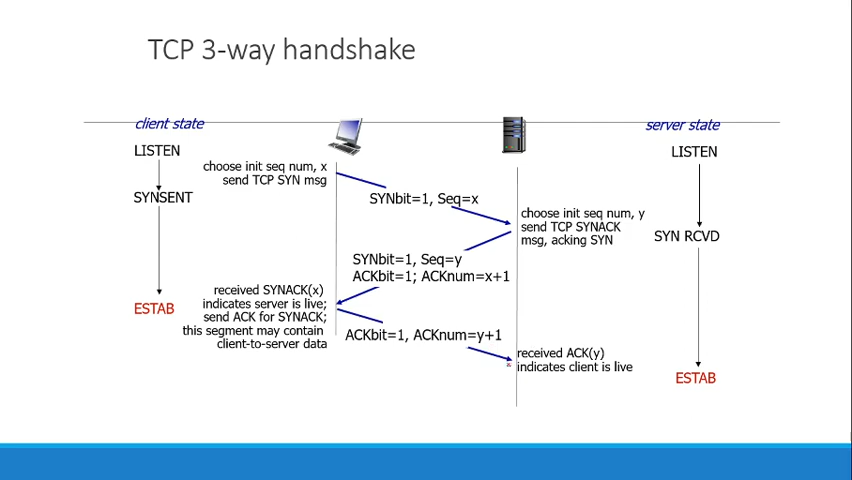 TCP 3-way handshake
client state
server state
LISTEN
LISTEN
choose init seq num, x
send TCP SYN msg
SYNSENT
SYNbit=1, Seq=x
choose init seq num, y
send TCP SYNACK
msg, acking SYN
SYN RCVD
SYNbit=1, Seq=y
ACKbit=1; ACKnum=x+1
received SYNACK(x)
indicates server is live;
send ACK for SYNACK;
this segment may contain
client-to-server data
ESTAB
ACKbit=1, ACKnum=y+1
received ACK(y)
indicates client is live
ESTAB